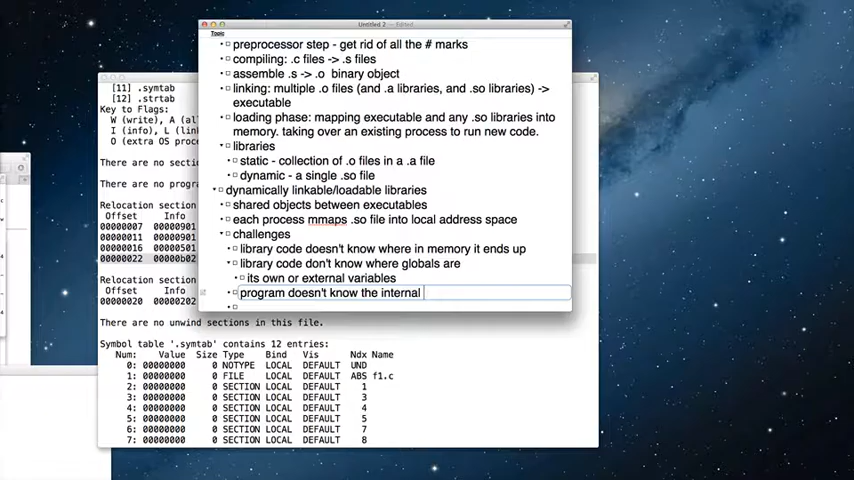 Untitled 2 — Edited
Topic
preprocessor step - get rid of all the # marks
compiling: .c files -> .s files
assemble .s -> .o binary object
linking: multiple .o files (and .a libraries, and .so libraries) ->
executable
loading phase: mapping executable and any .so libraries into
memory. taking over an existing process to run new code.
libraries
static - collection of .o files in a .a file
dynamic - a single .so file
dynamically linkable/loadable libraries
shared objects between executables
each process mmaps .so file into local address space
challenges
library code doesn't know where in memory it ends up
library code don't know where globals are
its own or external variables
program doesn't know the internal
[11] .symtab
[12] .strtab
Key to Flags:
W (write), A (all
I (info), L (lin
O (extra OS proce
There are no secti
There are no progra
Relocation section
Offset Info
00000007 00000901
0000000c 00000a01
00000016 00000501
00000022 00000b02
Relocation section
Offset Info
00000020 00000202
There are no unwind sections in this file.
Symbol table '.symtab' contains 12 entries:
Num: Value Size Type Bind Vis Ndx Name
0: 00000000 0 NOTYPE LOCAL DEFAULT UND
1: 00000000 0 FILE LOCAL DEFAULT ABS f1.c
2: 00000000 0 SECTION LOCAL DEFAULT 1
3: 00000000 0 SECTION LOCAL DEFAULT 3
4: 00000000 0 SECTION LOCAL DEFAULT 4
5: 00000000 0 SECTION LOCAL DEFAULT 5
6: 00000000 0 SECTION LOCAL DEFAULT 7
7: 00000000 0 SECTION LOCAL DEFAULT 8